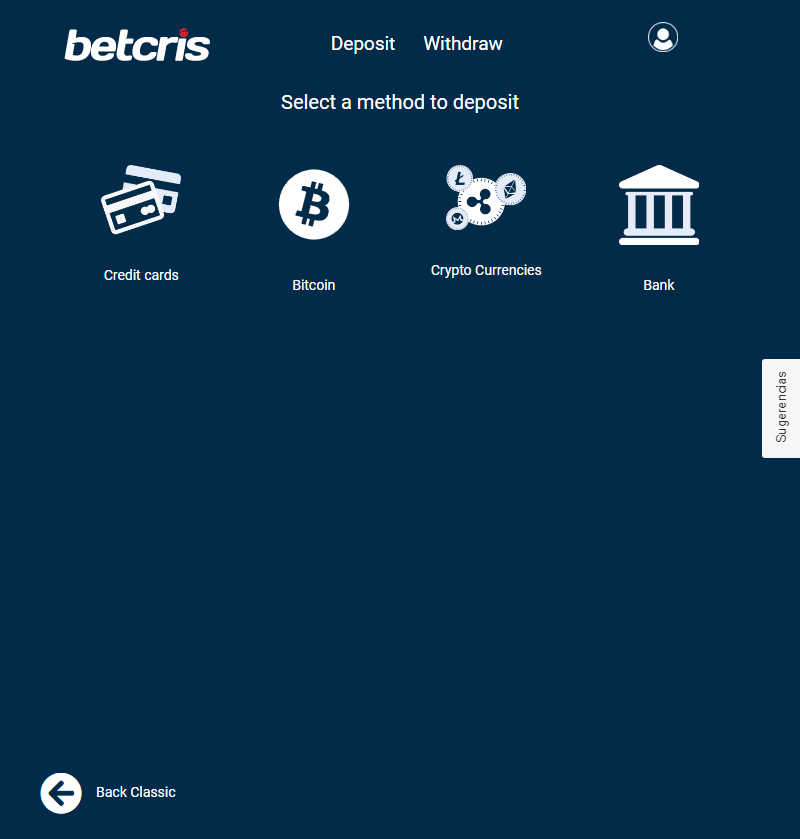 betcris
Deposit
Withdraw
Select a method to deposit
Credit cards
Bitcoin
Crypto Currencies
Bank
Sugerencias
Back Classic